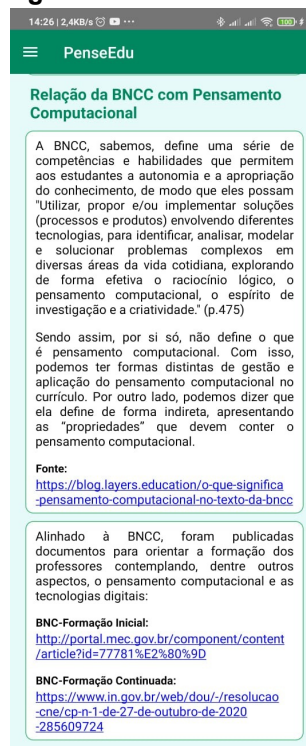 14:26 | 2,4KB/s
100
PenseEdu
Relação da BNCC com Pensamento
Computacional
A BNCC, sabemos, define uma série de
competências e habilidades que permitem
aos estudantes a autonomia e a apropriação
do conhecimento, de modo que eles possam
"Utilizar, propor e/ou implementar soluções
(processos e produtos) envolvendo diferentes
tecnologias, para identificar, analisar, modelar
e solucionar problemas complexos em
diversas áreas da vida cotidiana, explorando
de forma efetiva o raciocínio lógico, o
pensamento computacional, o espírito de
investigação e a criatividade." (p.475)
Sendo assim, por si só, não define o que
é pensamento computacional. Com isso,
podemos ter formas distintas de gestão e
aplicação do pensamento computacional no
currículo. Por outro lado, podemos dizer que
ela define de forma indireta, apresentando
as “propriedades” que devem conter o
pensamento computacional.
Fonte:
https://blog.layers.education/o-que-significa
-pensamento-computacional-no-texto-da-bncc
Alinhado à BNCC, foram publicadas
documentos para orientar a formação dos
professores contemplando, dentre outros
aspectos, o pensamento computacional e as
tecnologias digitais:
BNC-Formação Inicial:
http://portal.mec.gov.br/component/content
/article?id=77781%E2%80%9D
BNC-Formação Continuada:
https://www.in.gov.br/web/dou/-/resolucao
-cne/cp-n-1-de-27-de-outubro-de-2020
-285609724